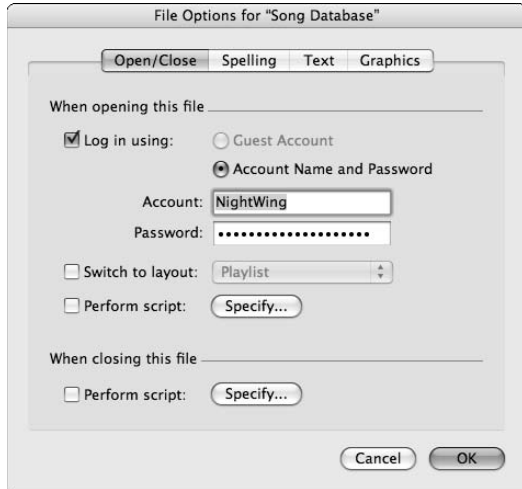 File Options for “Song Database”
Open/Close Spelling Text Graphics
When opening this file
Log in using: Guest Account
Account Name and Password
Account: NightWing
Password: •••••••••••••••••••••
Switch to layout: Playlist
Perform script: Specify...
When closing this file
Perform script: Specify...
Cancel OK